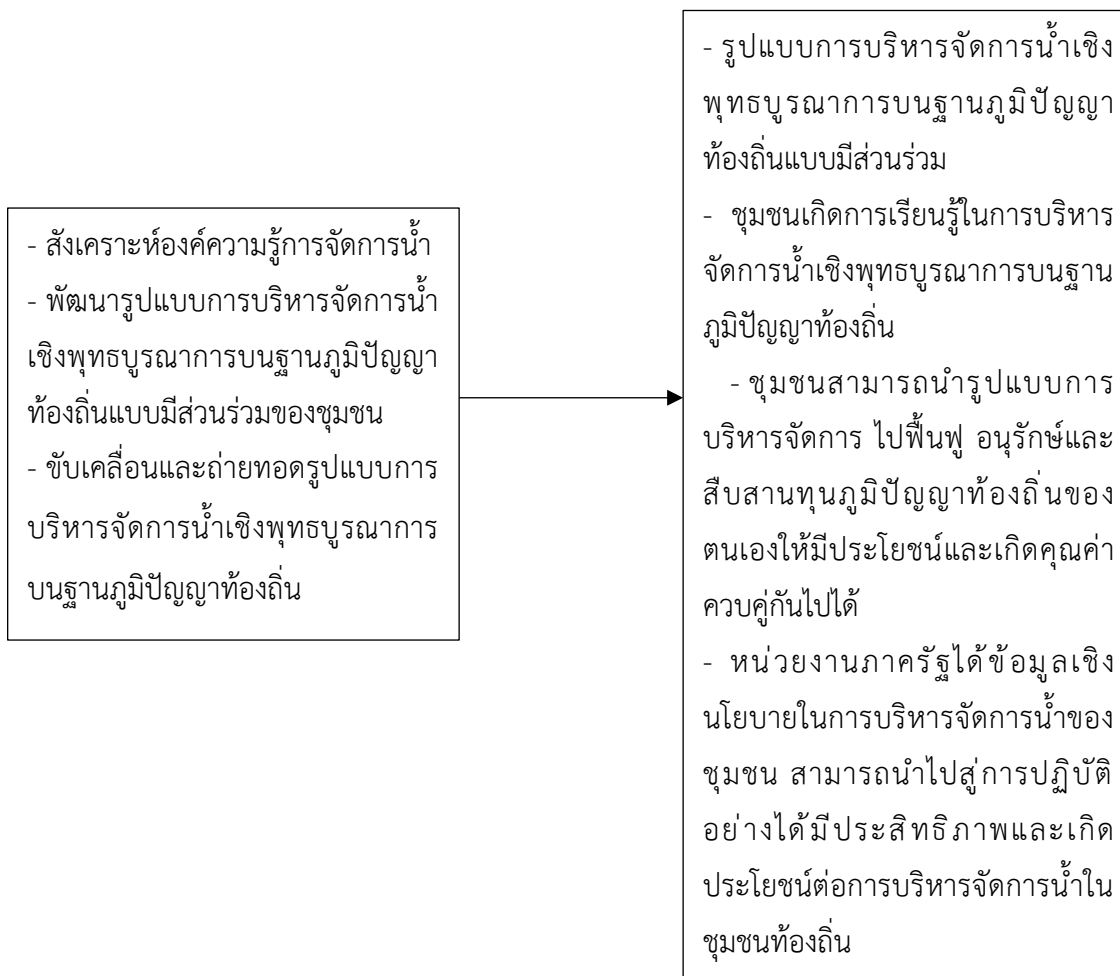 - สังเคราะห์องค์ความรู้การจัดการน้ำ
- พัฒนารูปแบบการบริหารจัดการน้ำ
เชิงพุทธบูรณาการบนฐานภูมิปัญญา
ท้องถิ่นแบบมีส่วนร่วมของชุมชน
- ขับเคลื่อนและถ่ายทอดรูปแบบการ
บริหารจัดการน้ำเชิงพุทธบูรณาการ
บนฐานภูมิปัญญาท้องถิ่น
- รูปแบบการบริหารจัดการน้ำเชิง
พุทธบูรณาการบนฐานภูมิปัญญา
ท้องถิ่นแบบมีส่วนร่วม
- ชุมชนเกิดการเรียนรู้ในการบริหาร
จัดการน้ำเชิงพุทธบูรณาการบนฐาน
ภูมิปัญญาท้องถิ่น
- ชุมชนสามารถนำรูปแบบการ
บริหารจัดการ ไปฟื้นฟู อนุรักษ์และ
สืบสานทุนภูมิปัญญาท้องถิ่นของ
ตนเองให้มีประโยชน์และเกิดคุณค่า
ควบคู่กันไปได้
- หน่วยงานภาครัฐได้ข้อมูลเชิง
นโยบายในการบริหารจัดการน้ำของ
ชุมชน สามารถนำไปสู่การปฏิบัติ
อย่างได้มีประสิทธิภาพและเกิด
ประโยชน์ต่อการบริหารจัดการน้ำใน
ชุมชนท้องถิ่น